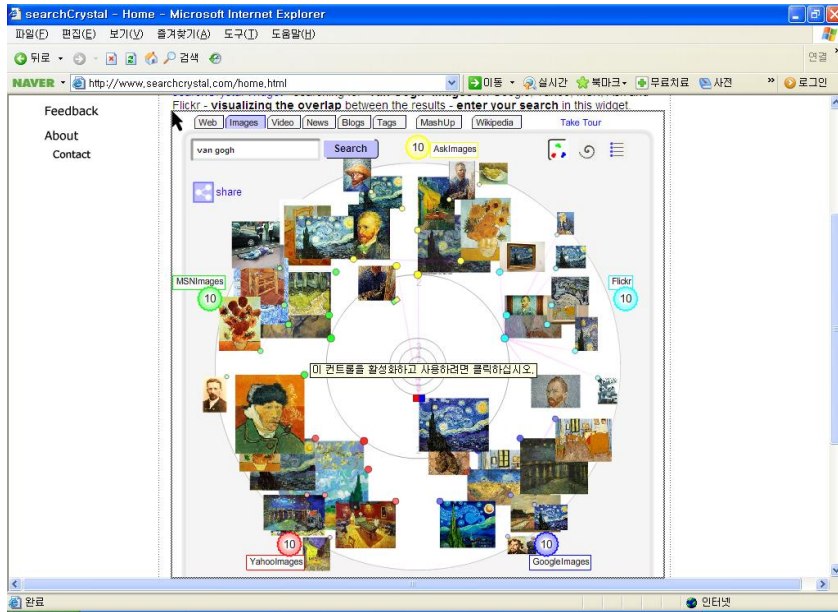 searchCrystal - Home - Microsoft Internet Explorer
파일(F) 편집(E) 보기(V) 즐겨찾기(A) 도구(T) 도움말(H)
뒤로 검색 연결
NAVER http://www.searchcrystal.com/home.html 이동 실시간 북마크 무료치료 사전 » 로그인
Feedback
About
Contact
Flickr - visualizing the overlap between the results - enter your search in this widget.
Web Images Video News Blogs Tags MashUp Wikipedia Take Tour
van gogh Search 10 AskImages
share
MSNImages
10
Flickr
10
이 컨트롤을 활성화하고 사용하려면 클릭하십시오.
10
YahooImages
10
GoogleImages
완료 인터넷